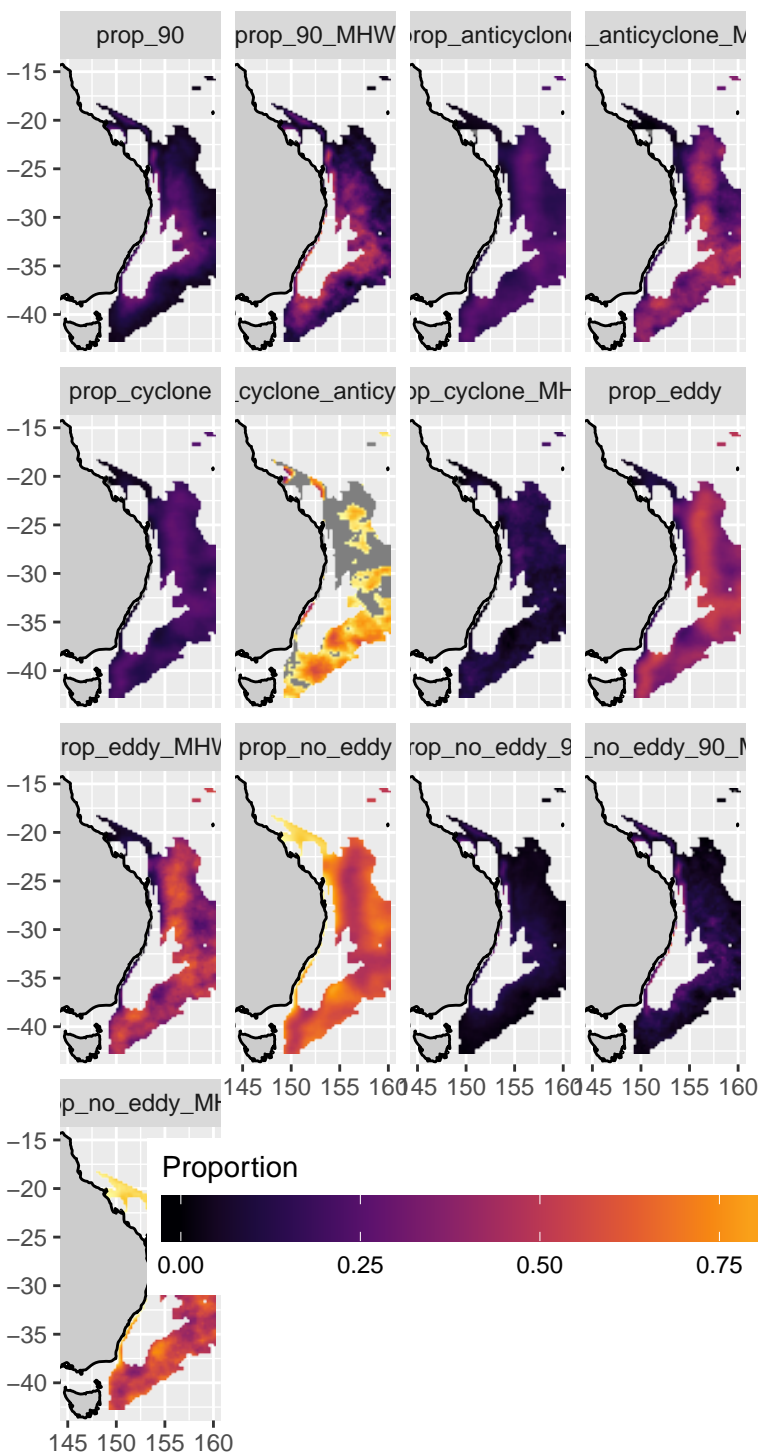 prop_90
prop_90_MHW
prop_anticyclone
_anticyclone_M
−15
−20
−25
−30
−35
−40
prop_cyclone
_cyclone_anticy
op_cyclone_MH
prop_eddy
−15
−20
−25
−30
−35
−40
rop_eddy_MHW
prop_no_eddy
rop_no_eddy_9
_no_eddy_90_M
−15
−20
−25
−30
−35
−40
145 150 155 160
145 150 155 160
145 150 155 160
op_no_eddy_MH
−15
−20
−25
−30
−35
−40
145 150 155 160
Proportion
0.00 0.25 0.50 0.75